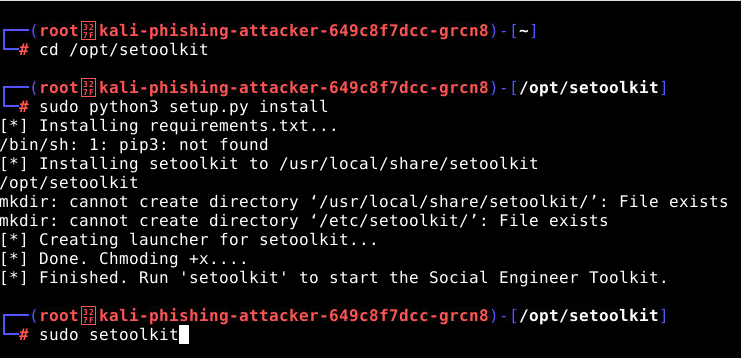 ┌──(root㉿kali-phishing-attacker-649c8f7dcc-grcn8)-[~]
└─# cd /opt/setoolkit
┌──(root㉿kali-phishing-attacker-649c8f7dcc-grcn8)-[/opt/setoolkit]
└─# sudo python3 setup.py install
[*] Installing requirements.txt...
/bin/sh: 1: pip3: not found
[*] Installing setoolkit to /usr/local/share/setoolkit
/opt/setoolkit
mkdir: cannot create directory ‘/usr/local/share/setoolkit/’: File exists
mkdir: cannot create directory ‘/etc/setoolkit/’: File exists
[*] Creating launcher for setoolkit...
[*] Done. Chmoding +x....
[*] Finished. Run 'setoolkit' to start the Social Engineer Toolkit.
┌──(root㉿kali-phishing-attacker-649c8f7dcc-grcn8)-[/opt/setoolkit]
└─# sudo setoolkit